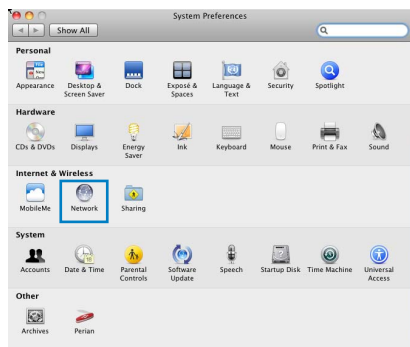 System Preferences
Show All
Personal
Appearance Desktop & Screen Saver Dock Exposé & Spaces Language & Text Security Spotlight
Hardware
CDs & DVDs Displays Energy Saver Ink Keyboard Mouse Print & Fax Sound
Internet & Wireless
MobileMe Network Sharing
System
Accounts Date & Time Parental Controls Software Update Speech Startup Disk Time Machine Universal Access
Other
Archives Perian